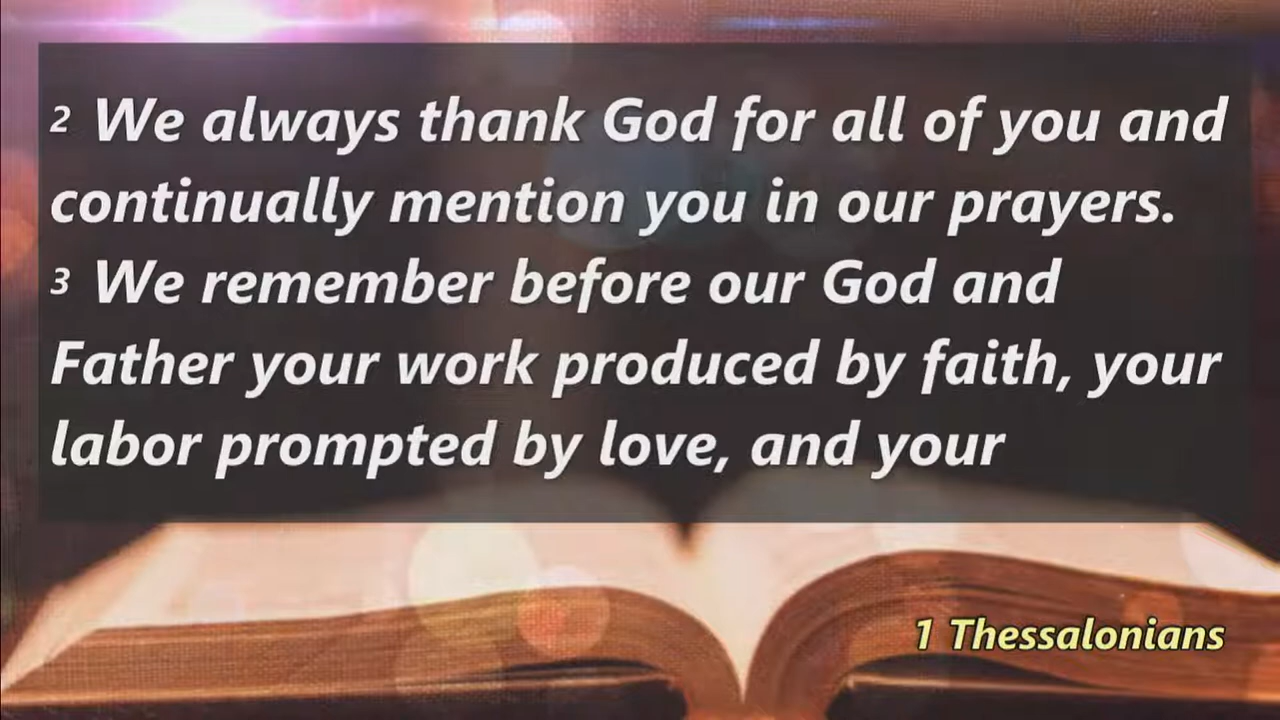 2 We always thank God for all of you and
continually mention you in our prayers.
3 We remember before our God and
Father your work produced by faith, your
labor prompted by love, and your
1 Thessalonians